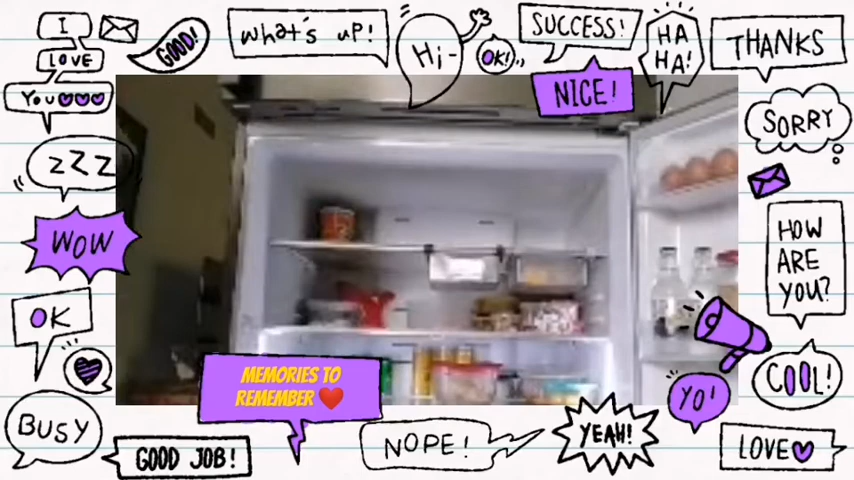 I
LOVE
YOU
GOOD!
what's up!
Hi-
OK!
SUCCESS!
NICE!
HA
HA!
THANKS
SORRY
ZZZ
WOW
HOW
ARE
YOU?
OK
MEMORIES TO
REMEMBER
YO!
COOL!
BUSY
GOOD JOB!
NOPE!
YEAH!
LOVE